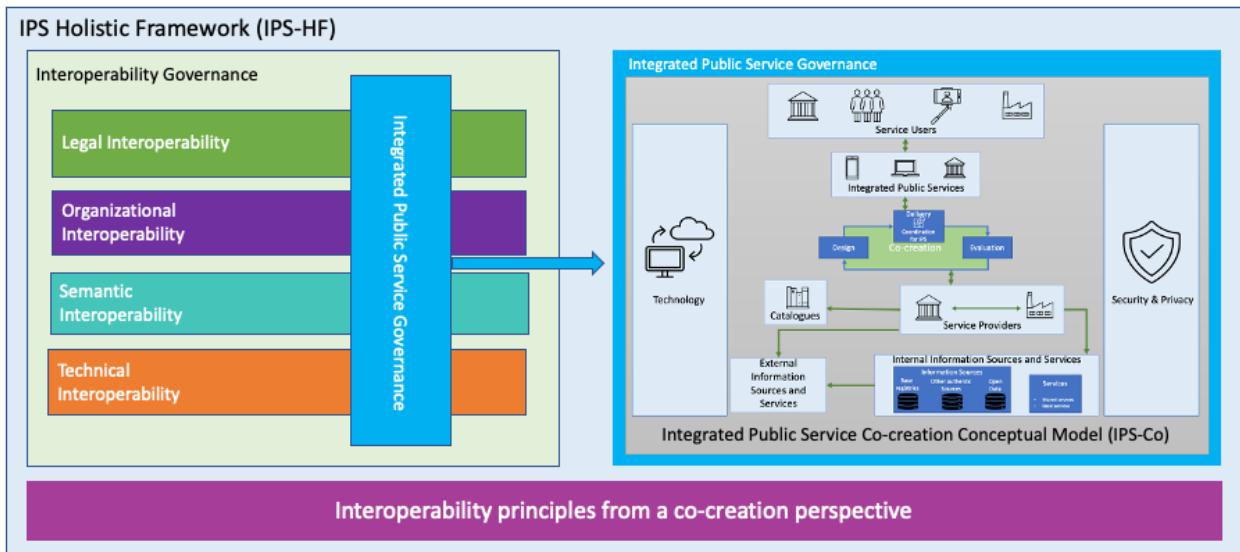 IPS Holistic Framework (IPS-HF)
Interoperability Governance
Legal Interoperability
Organizational
Interoperability
Semantic
Interoperability
Technical
Interoperability
Integrated Public Service Governance
Integrated Public Service Governance
Service Users
Integrated Public Services
Delivery
Coordination
for IPS
Co-creation
Design
Evaluation
Technology
Security & Privacy
Catalogues
Service Providers
External
Information
Sources and
Services
Internal Information Sources and Services
Information Sources
Base
registries
Other authentic
Sources
Open
Data
Services
Integrated Public Service Co-creation Conceptual Model (IPS-Co)
Interoperability principles from a co-creation perspective